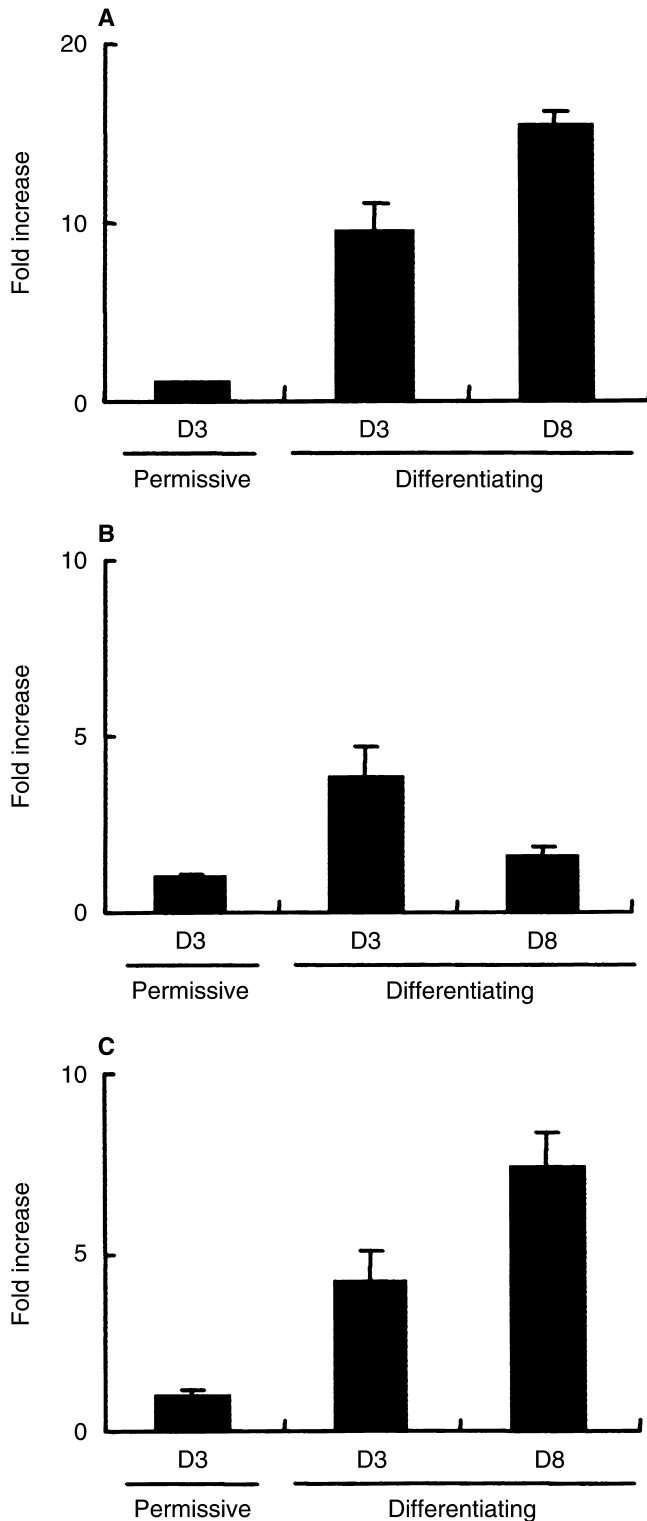 A
20
10
0
Fold increase
D3 D3 D8
Permissive Differentiating
B
10
5
0
Fold increase
D3 D3 D8
Permissive Differentiating
C
10
5
0
Fold increase
D3 D3 D8
Permissive Differentiating